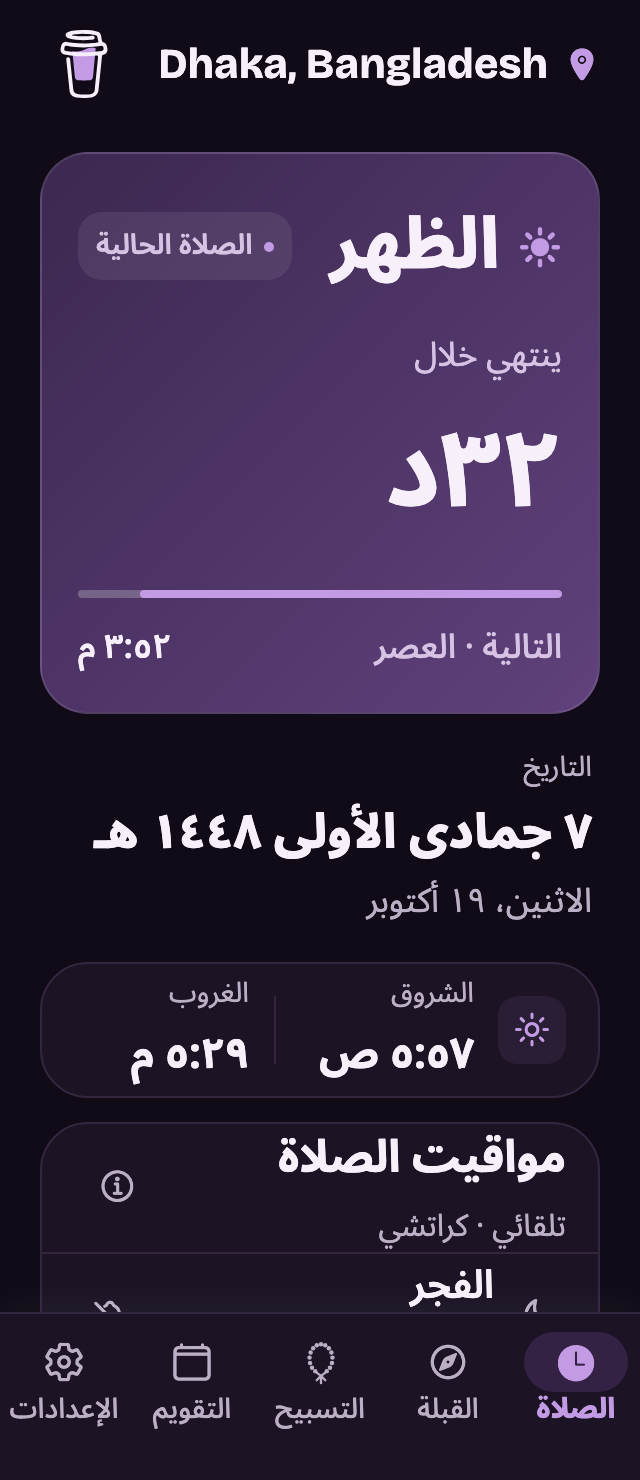 Dhaka, Bangladesh
الظهر
الصلاة الحالية
ينتهي خلال
٣٢د
التالية · العصر
٣:٥٢ م
التاريخ
٧ جمادى الأولى ١٤٤٨ هـ
الاثنين، ١٩ أكتوبر
الشروق
٥:٥٧ ص
الغروب
٥:٢٩ م
مواقيت الصلاة
تلقائي · كراتشي
الفجر
الصلاة
القبلة
التسبيح
التقويم
الإعدادات